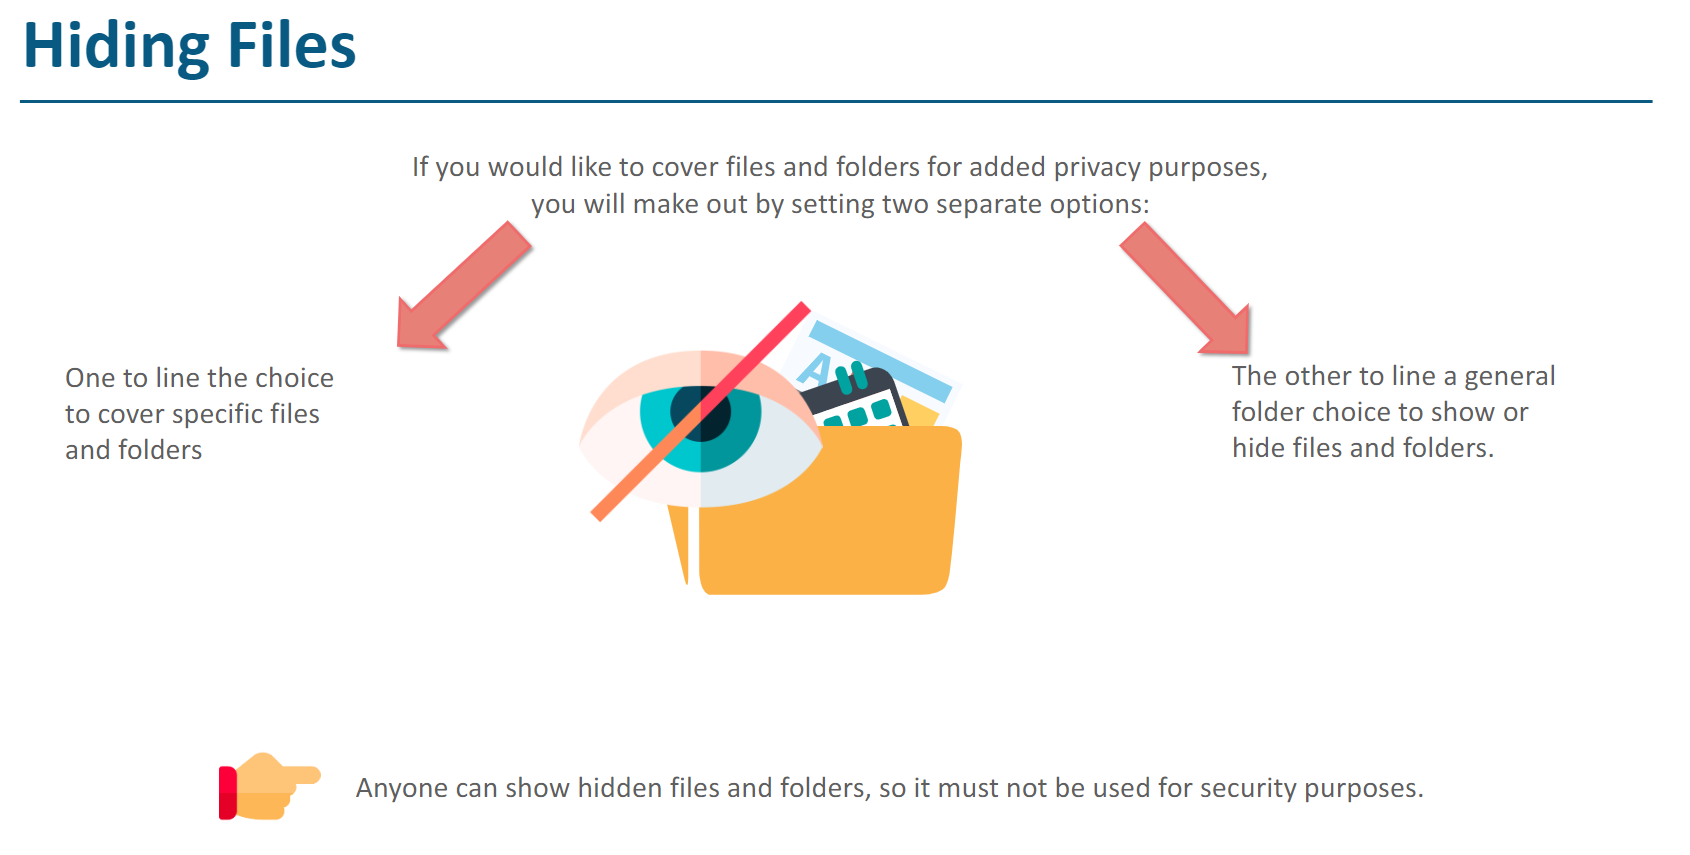 Hiding Files
If you would like to cover files and folders for added privacy purposes,
you will make out by setting two separate options:
One to line the choice
to cover specific files
and folders
The other to line a general
folder choice to show or
hide files and folders.
A
Anyone can show hidden files and folders, so it must not be used for security purposes.